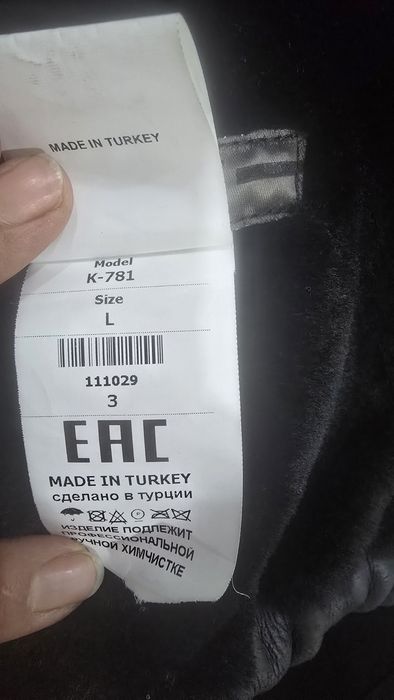 MADE IN TURKEY
Model
K-781
Size
L
111029
3
EAC
MADE IN TURKEY
сделано в турции
ИЗДЕЛИЕ ПОДЛЕЖИТ
ПРОФЕССИОНАЛЬНОЙ
РУЧНОЙ ХИМЧИСТКЕ